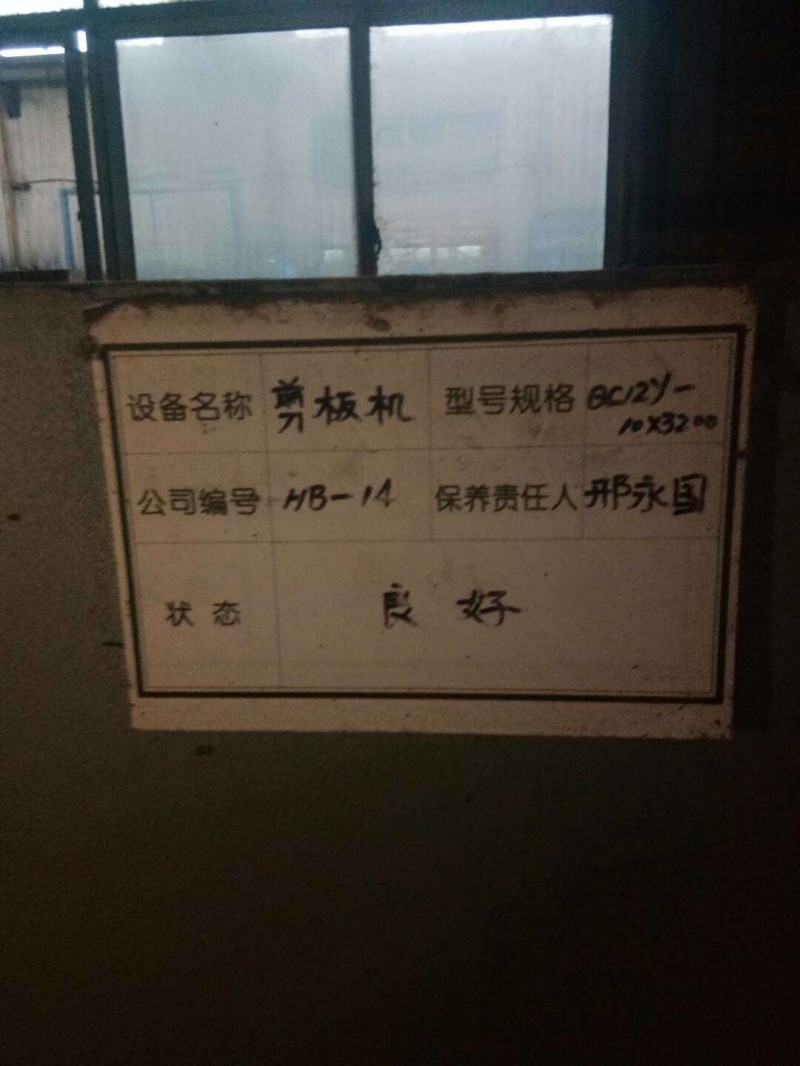 设备名称 剪板机 型号规格 QC12Y-
10X3200
公司编号 HB-14 保养责任人 邢永国
状态 良好